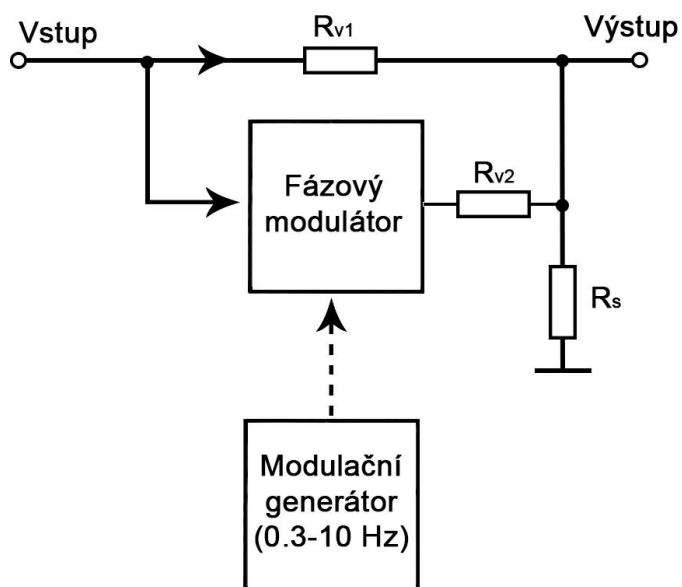 Vstup
Rv1
Výstup
Fázový
modulátor
Rv2
Rs
Modulační
generátor
(0.3-10 Hz)